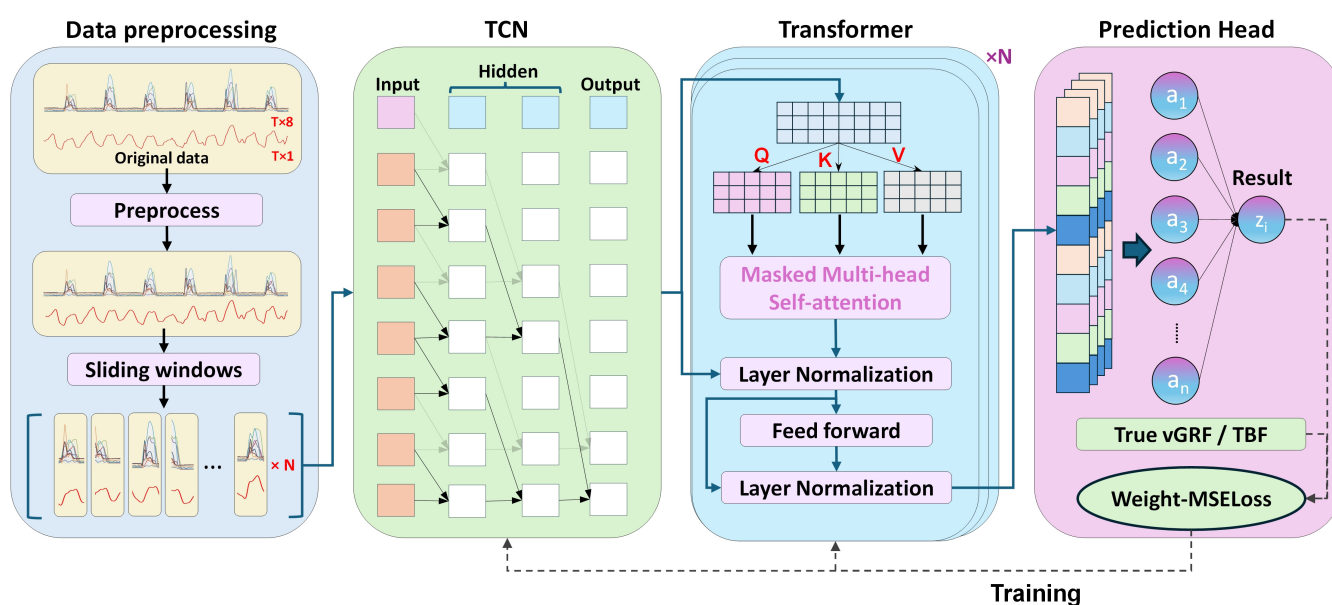 Data preprocessing
T×8
T×1
Original data
Preprocess
Sliding windows
...
× N
TCN
Hidden
Input
Output
Transformer
×N
Q
K
V
Masked Multi-head
Self-attention
Layer Normalization
Feed forward
Layer Normalization
Prediction Head
a1
a2
a3
a4
......
an
Result
zi
True vGRF / TBF
Weight-MSELoss
Training